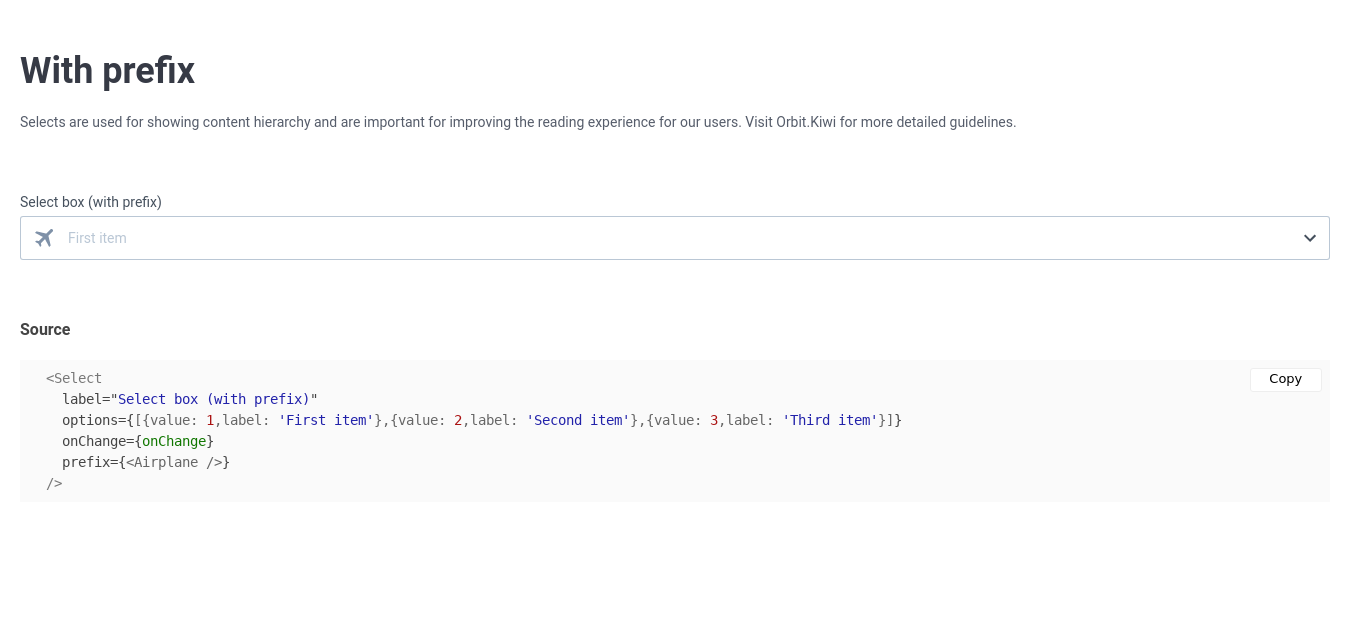 With prefix
Selects are used for showing content hierarchy and are important for improving the reading experience for our users. Visit Orbit.Kiwi for more detailed guidelines.
Select box (with prefix)
First item
Source
Copy
<Select
label="Select box (with prefix)"
options={[{value: 1,label: 'First item'},{value: 2,label: 'Second item'},{value: 3,label: 'Third item'}]}
onChange={onChange}
prefix={<Airplane />}
/>